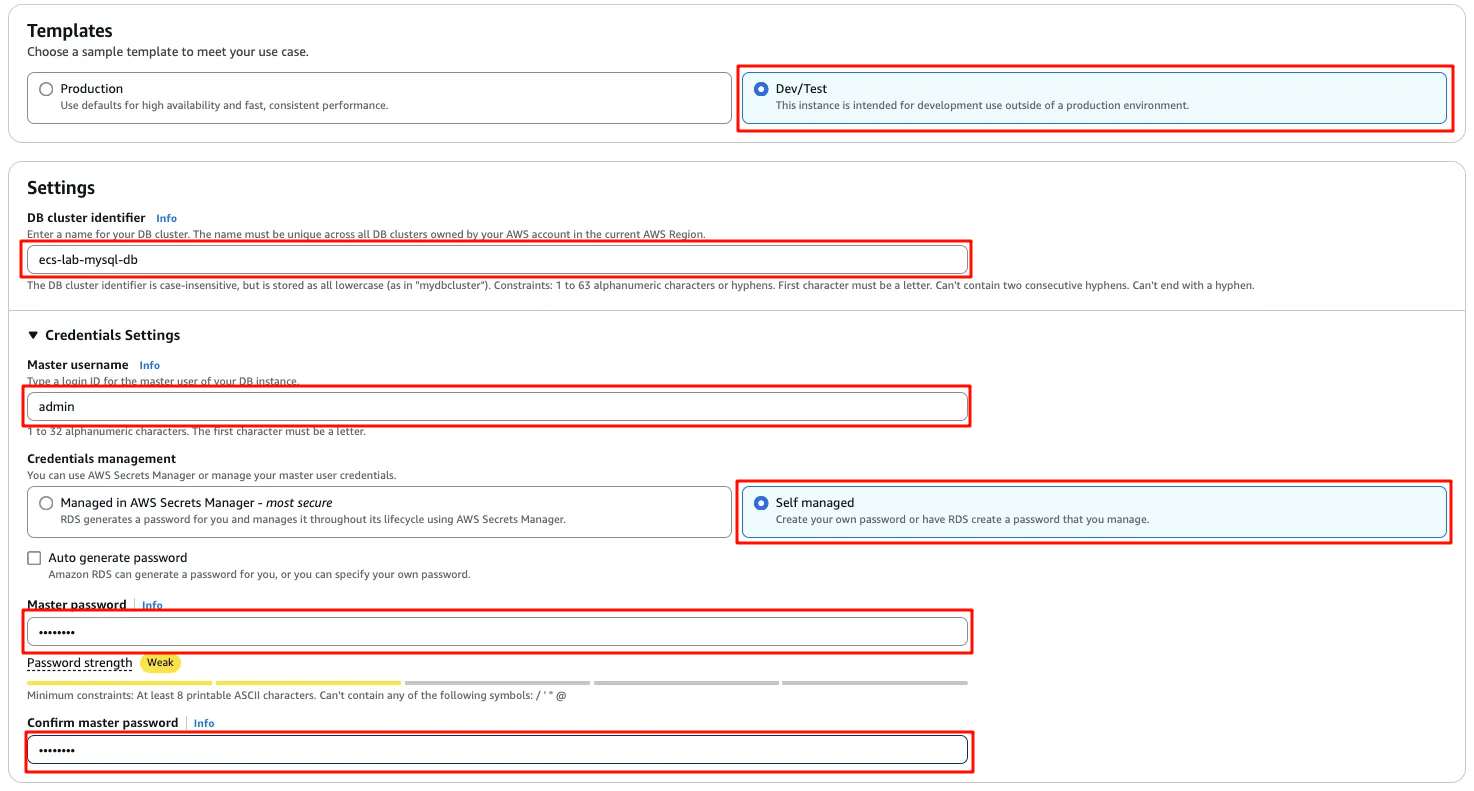 Templates
Choose a sample template to meet your use case.
Production
Use defaults for high availability and fast, consistent performance.
Dev/Test
This instance is intended for development use outside of a production environment.
Settings
DB cluster identifier Info
Enter a name for your DB cluster. The name must be unique across all DB clusters owned by your AWS account in the current AWS Region.
ecs-lab-mysql-db
The DB cluster identifier is case-insensitive, but is stored as all lowercase (as in "mydbcluster"). Constraints: 1 to 63 alphanumeric characters or hyphens. First character must be a letter. Can't contain two consecutive hyphens. Can't end with a hyphen.
Credentials Settings
Master username Info
Type a login ID for the master user of your DB instance.
admin
1 to 32 alphanumeric characters. The first character must be a letter.
Credentials management
You can use AWS Secrets Manager or manage your master user credentials.
Managed in AWS Secrets Manager - most secure
RDS generates a password for you and manages it throughout its lifecycle using AWS Secrets Manager.
Self managed
Create your own password or have RDS create a password that you manage.
Auto generate password
Amazon RDS can generate a password for you, or you can specify your own password.
Master password Info
••••••••
Password strength Weak
Minimum constraints: At least 8 printable ASCII characters. Can't contain any of the following symbols: / ' " @
Confirm master password Info
••••••••